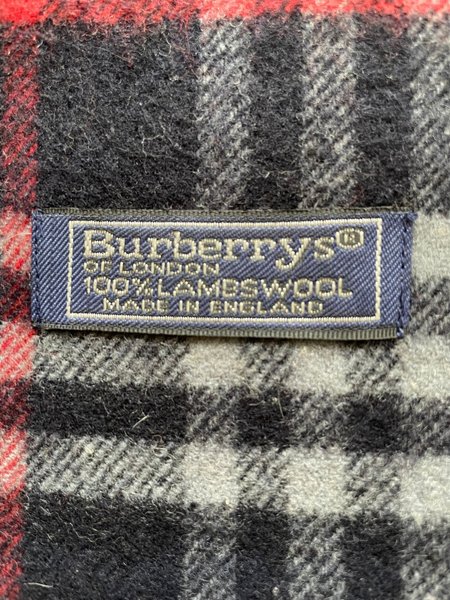 Burberrys®
OF LONDON
100% LAMBSWOOL
MADE IN ENGLAND